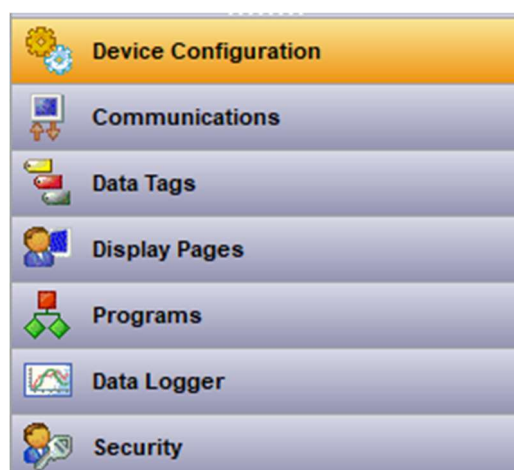 Device Configuration
Communications
Data Tags
Display Pages
Programs
Data Logger
Security